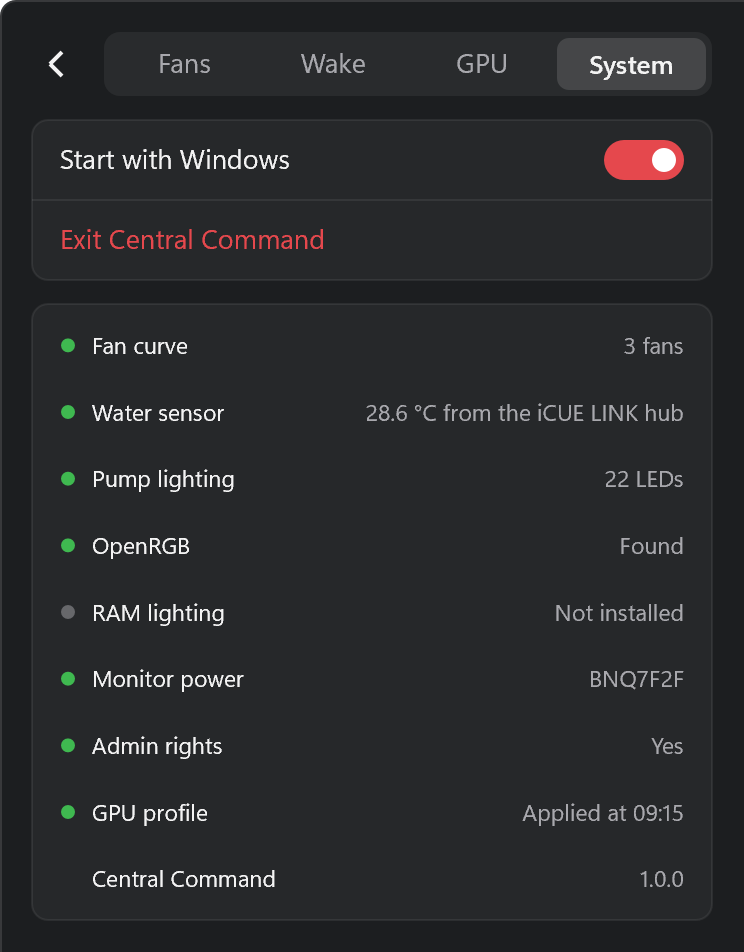 Fans Wake GPU System
Start with Windows
Exit Central Command
Fan curve 3 fans
Water sensor 28.6 °C from the iCUE LINK hub
Pump lighting 22 LEDs
OpenRGB Found
RAM lighting Not installed
Monitor power BNQ7F2F
Admin rights Yes
GPU profile Applied at 09:15
Central Command 1.0.0